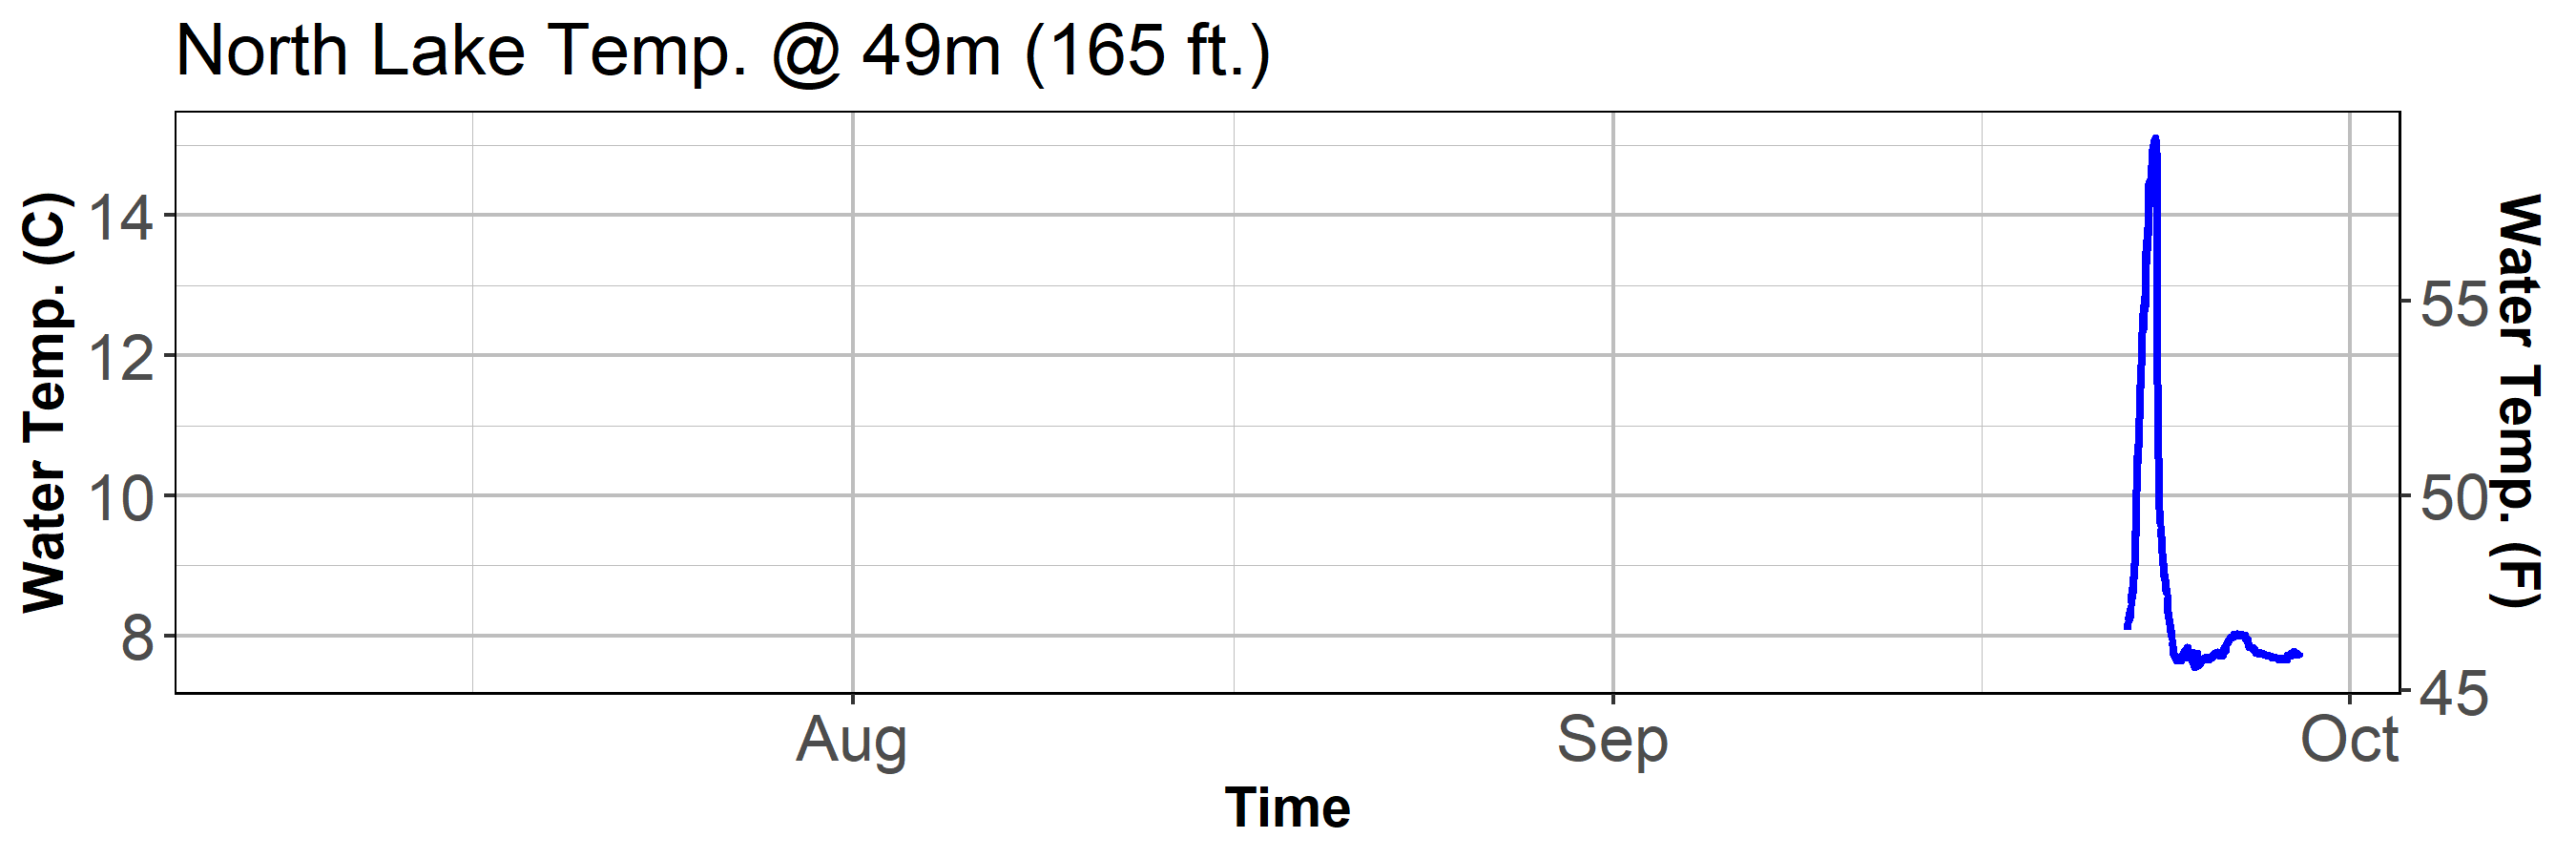 North Lake Temp. @ 49m (165 ft.)
Water Temp. (C)
14
12
10
8
55
50
45
Water Temp. (F)
Aug
Sep
Oct
Time